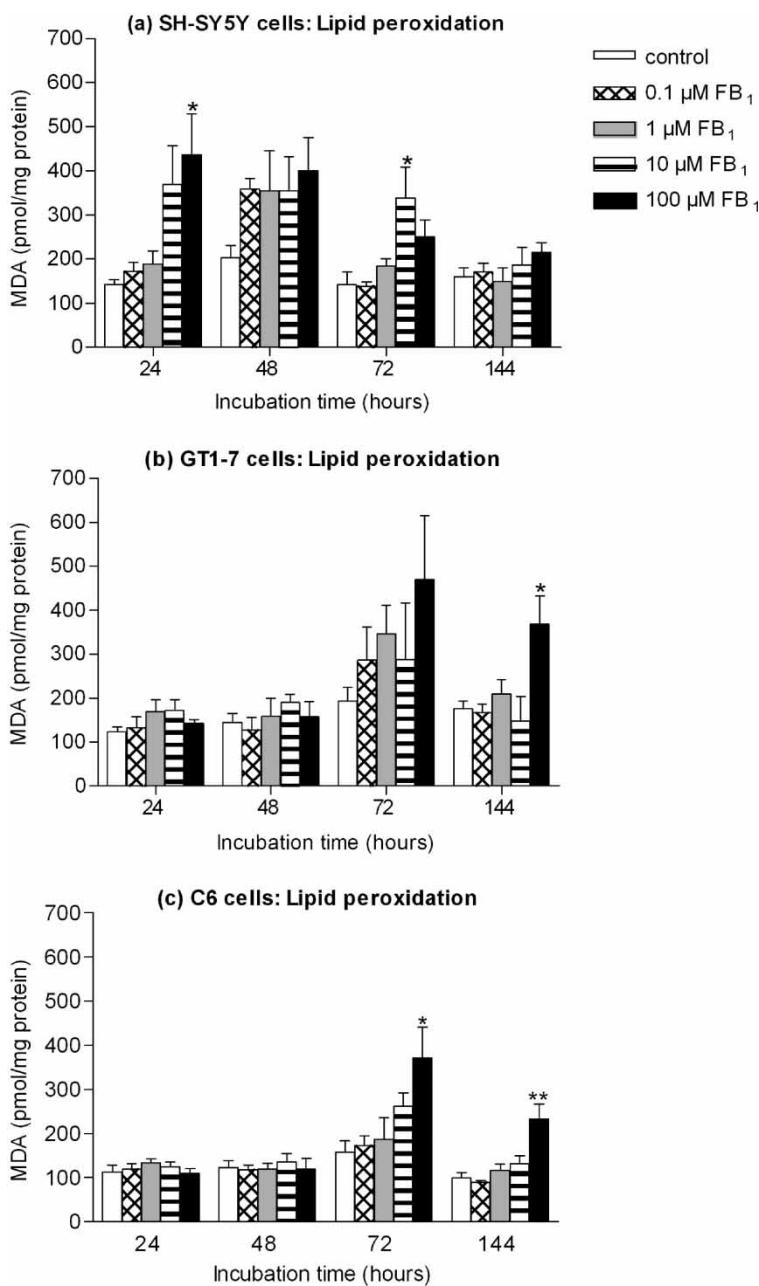 (a) SH-SY5Y cells: Lipid peroxidation
700
600
500
400
300
200
100
0
MDA (pmol/mg protein)
*
*
24 48 72 144
Incubation time (hours)
control
0.1 µM FB1
1 µM FB1
10 µM FB1
100 µM FB1
(b) GT1-7 cells: Lipid peroxidation
700
600
500
400
300
200
100
0
MDA (pmol/mg protein)
*
24 48 72 144
Incubation time (hours)
(c) C6 cells: Lipid peroxidation
700
600
500
400
300
200
100
0
MDA (pmol/mg protein)
*
**
24 48 72 144
Incubation time (hours)